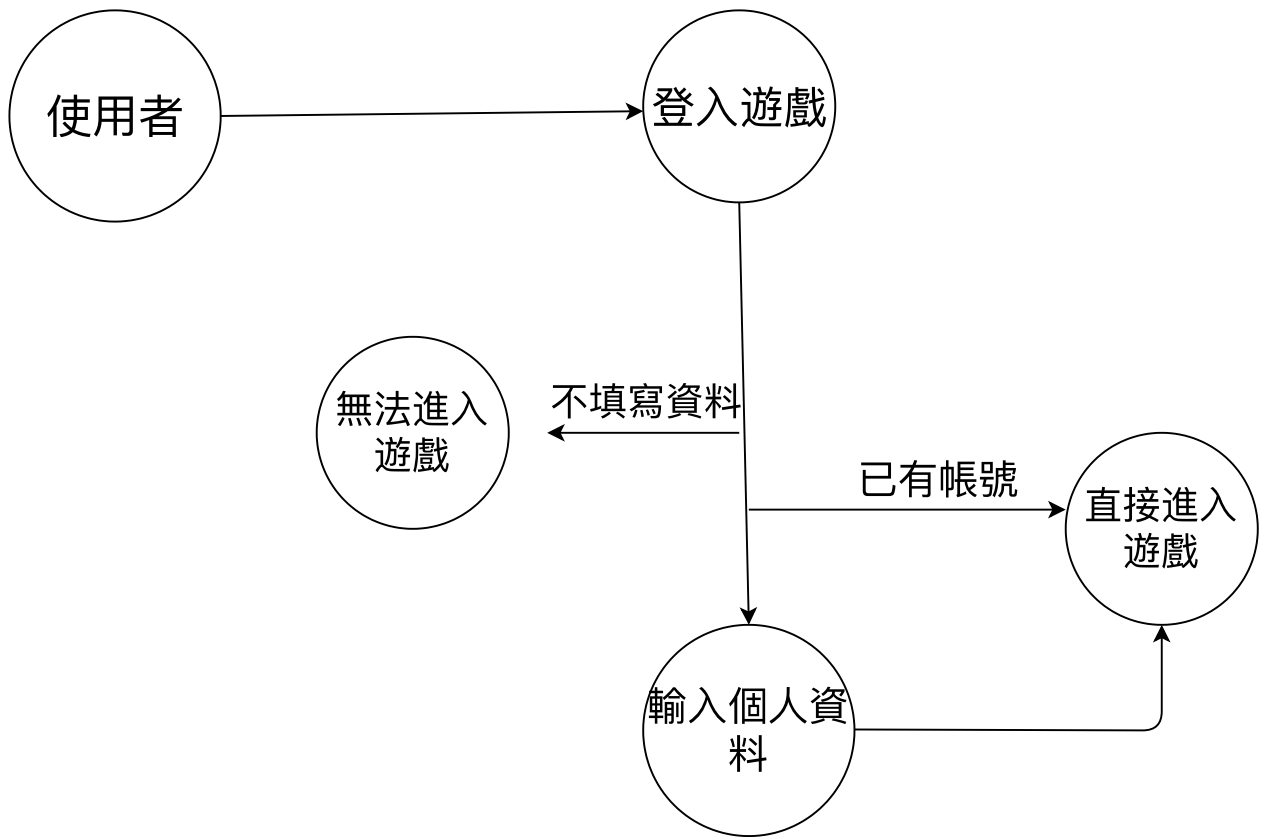 使用者
登入遊戲
無法進入
遊戲
不填寫資料
已有帳號
直接進入
遊戲
輸入個人資
料